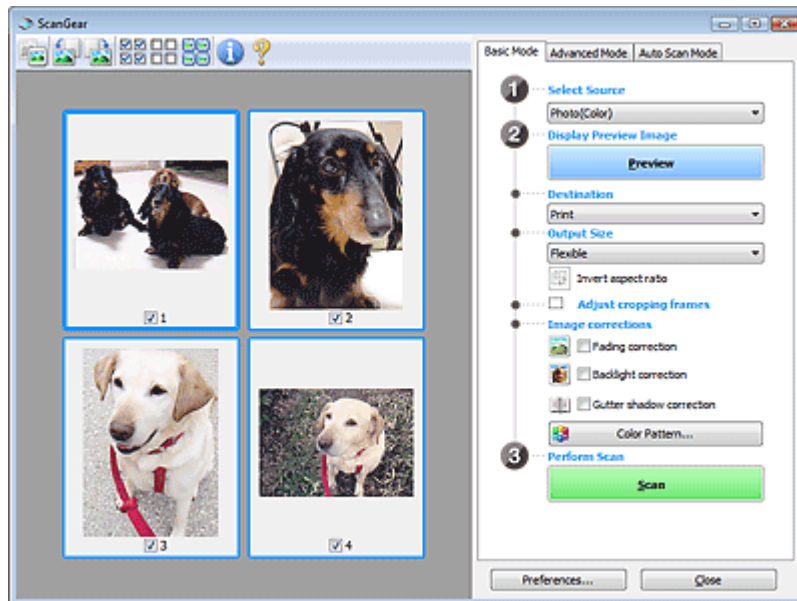 ScanGear
Basic Mode
Advanced Mode
Auto Scan Mode
1
Select Source
Photo(Color)
2
Display Preview Image
Preview
Destination
Print
Output Size
Flexible
Invert aspect ratio
Adjust cropping frames
Image corrections
Fading correction
Backlight correction
Gutter shadow correction
Color Pattern...
3
Perform Scan
Scan
Preferences...
Close
1
2
3
4